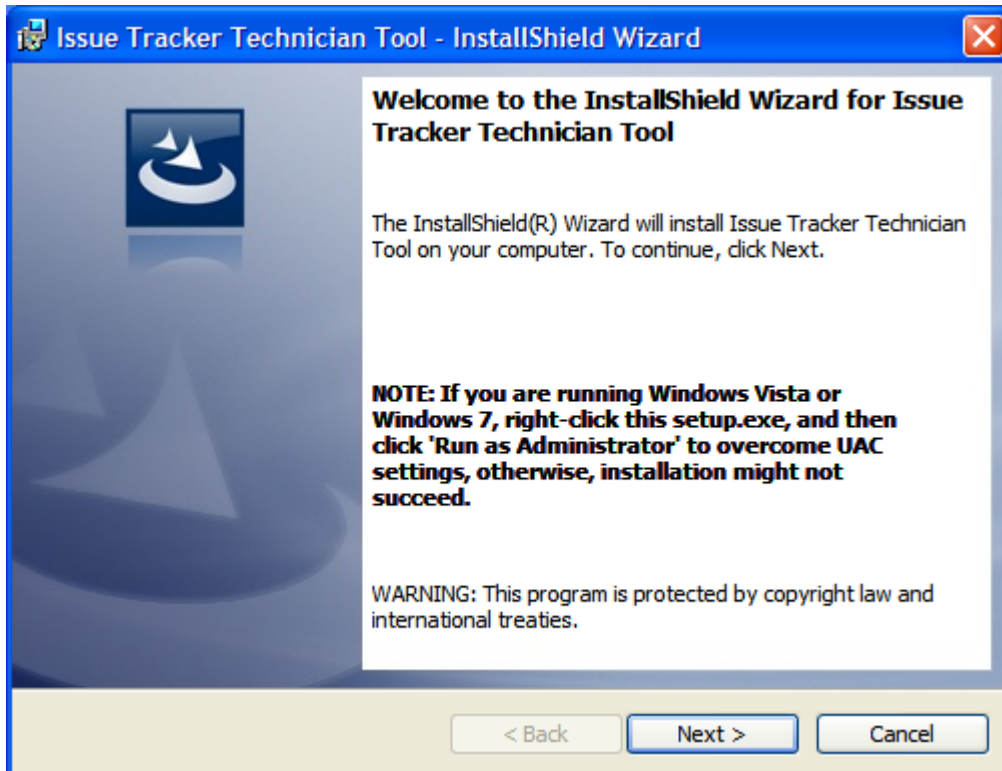 Issue Tracker Technician Tool - InstallShield Wizard
Welcome to the InstallShield Wizard for Issue
Tracker Technician Tool
The InstallShield(R) Wizard will install Issue Tracker Technician
Tool on your computer. To continue, click Next.
NOTE: If you are running Windows Vista or
Windows 7, right-click this setup.exe, and then
click 'Run as Administrator' to overcome UAC
settings, otherwise, installation might not
succeed.
WARNING: This program is protected by copyright law and
international treaties.
< Back Next > Cancel